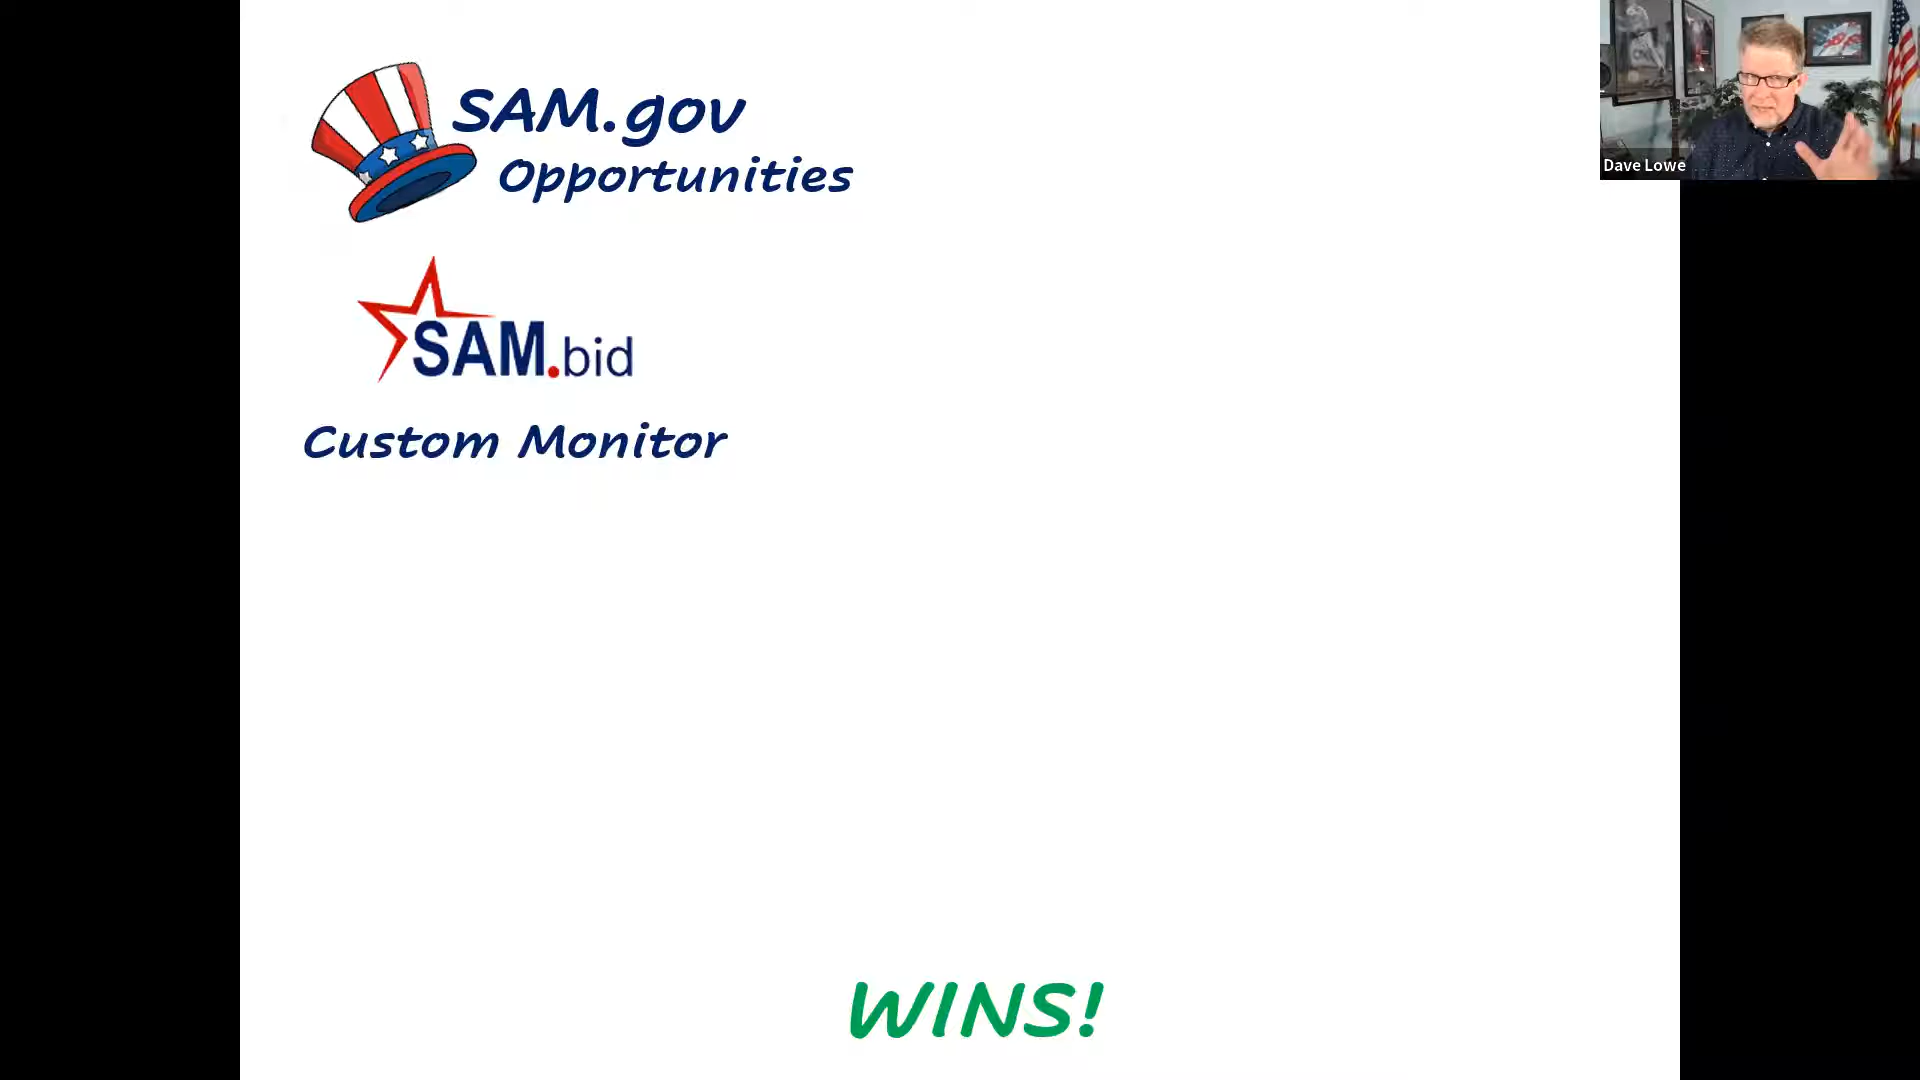 SAM.gov
Opportunities
Dave Lowe
SAM.bid
Custom Monitor
WINS!